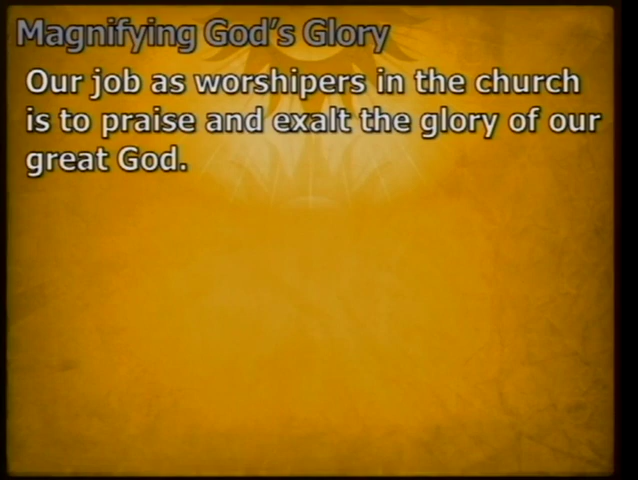 Magnifying God's Glory
Our job as worshipers in the church
is to praise and exalt the glory of our
great God.